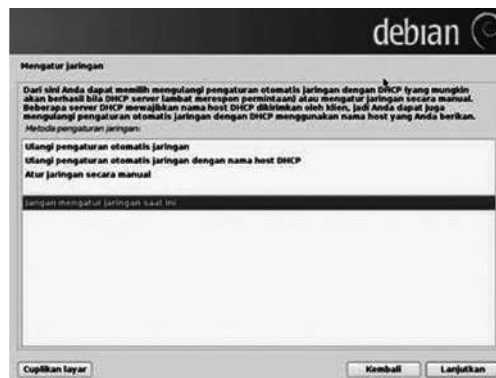 debian
Mengatur jaringan
Dari sini Anda dapat memilih mengulangi pengaturan otomatis jaringan dengan DHCP (yang mungkin
akan berhasil bila DHCP server lambat merespon permintaan) atau mengatur jaringan secara manual.
Beberapa server DHCP mewajibkan nama host DHCP dikirimkan oleh klien, jadi Anda dapat juga
mengulangi pengaturan otomatis jaringan dengan DHCP menggunakan nama host yang Anda berikan.
Metode pengaturan jaringan:
Ulangi pengaturan otomatis jaringan
Ulangi pengaturan otomatis jaringan dengan nama host DHCP
Atur jaringan secara manual
Jangan mengatur jaringan saat ini
Cuplikan layar
Kembali
Lanjutkan